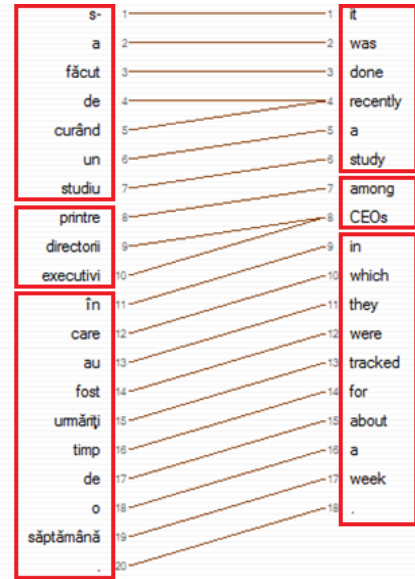 s- 1 1 it
a 2 2 was
făcut 3 3 done
de 4 4 recently
curând 5 5 a
un 6 6 study
studiu 7 7 among
printre 8 8 CEOs
directorii 9 9 in
executivi 10 10 which
în 11 11 they
care 12 12 were
au 13 13 tracked
fost 14 14 for
urmăriţi 15 15 about
timp 16 16 a
de 17 17 week
o 18 18 .
săptămână 19
. 20